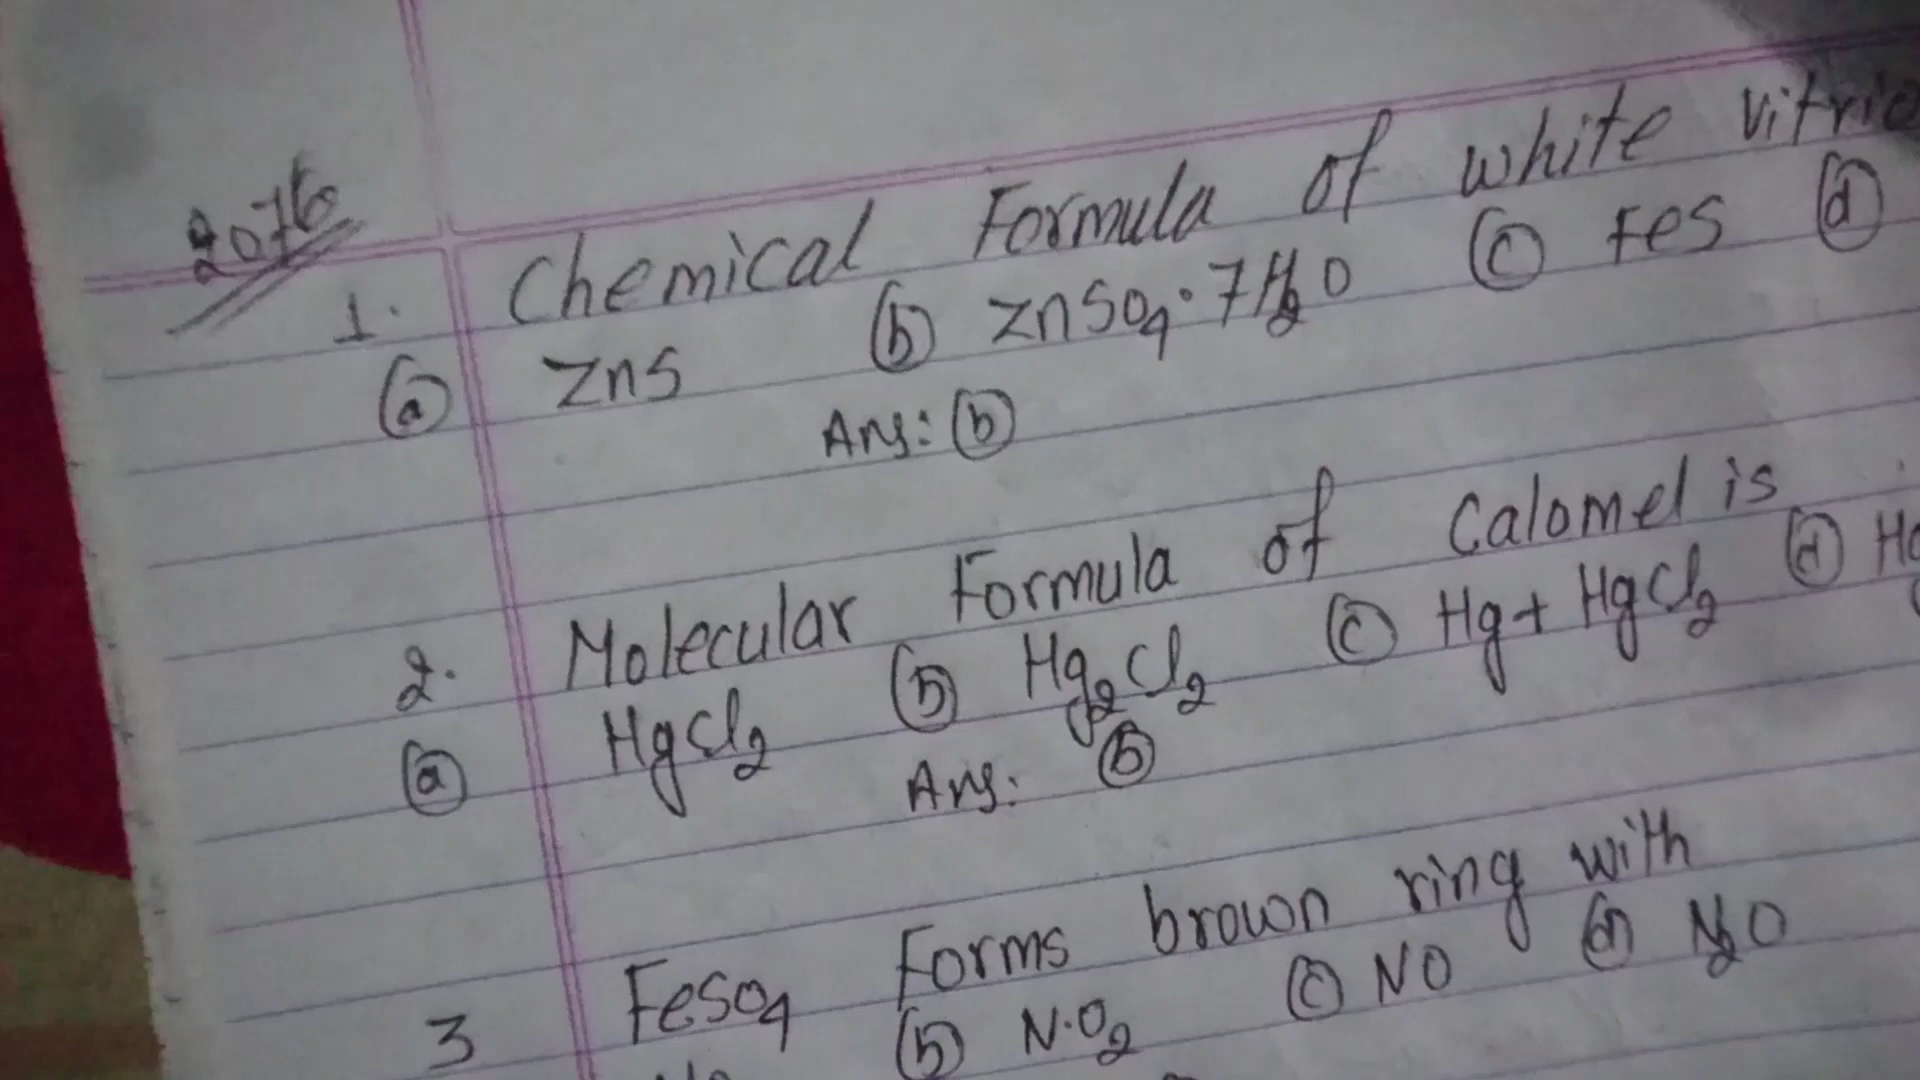 2076
1. Chemical Formula of white
(a) ZnS (b) ZnSO4·7H2O (c) FeS (d)
Ans: (b)
2. Molecular Formula of Calomel is
(a) HgCl2 (b) Hg2Cl2 (c) Hg + HgCl2 (d)
Ans: (b)
3 FeSO4 Forms brown ring with
(b) N·O2 (c) NO (d) N2O